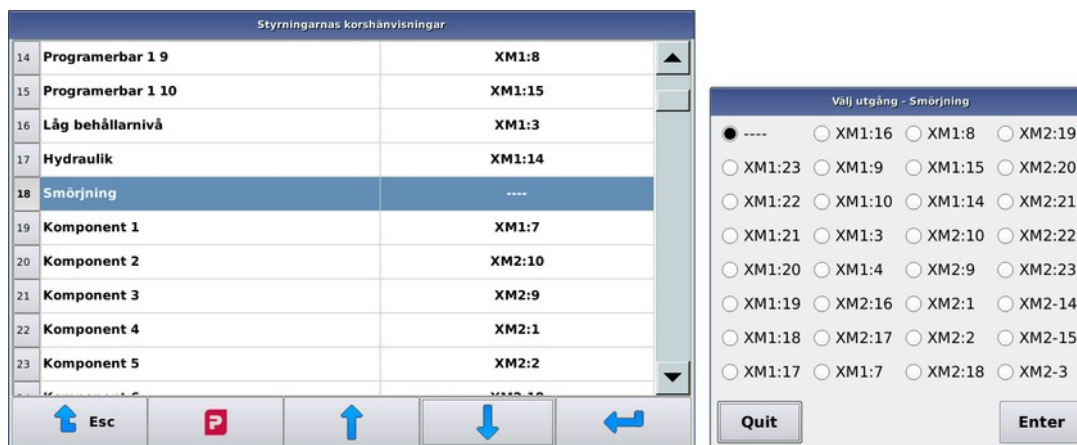 Styrningarnas korshänvisningar
14 Programerbar 1 9 XM1:8
15 Programerbar 1 10 XM1:15
16 Låg behållarnivå XM1:3
17 Hydraulik XM1:14
18 Smörjning ----
19 Komponent 1 XM1:7
20 Komponent 2 XM2:10
21 Komponent 3 XM2:9
22 Komponent 4 XM2:1
23 Komponent 5 XM2:2
Esc
Välj utgång - Smörjning
---- XM1:16 XM1:8 XM2:19
XM1:23 XM1:9 XM1:15 XM2:20
XM1:22 XM1:10 XM1:14 XM2:21
XM1:21 XM1:3 XM2:10 XM2:22
XM1:20 XM1:4 XM2:9 XM2:23
XM1:19 XM2:16 XM2:1 XM2-14
XM1:18 XM2:17 XM2:2 XM2-15
XM1:17 XM1:7 XM2:18 XM2-3
Quit Enter